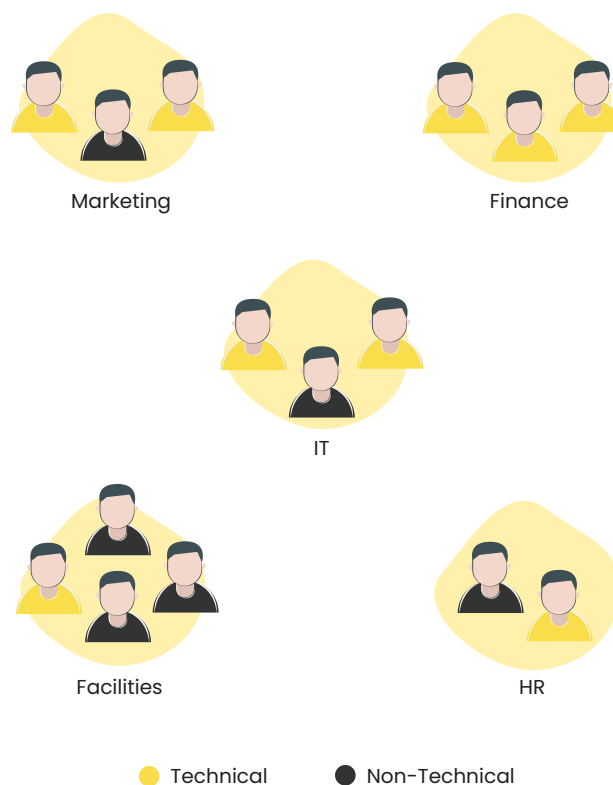 Marketing
Finance
IT
Facilities
HR
Technical
Non-Technical